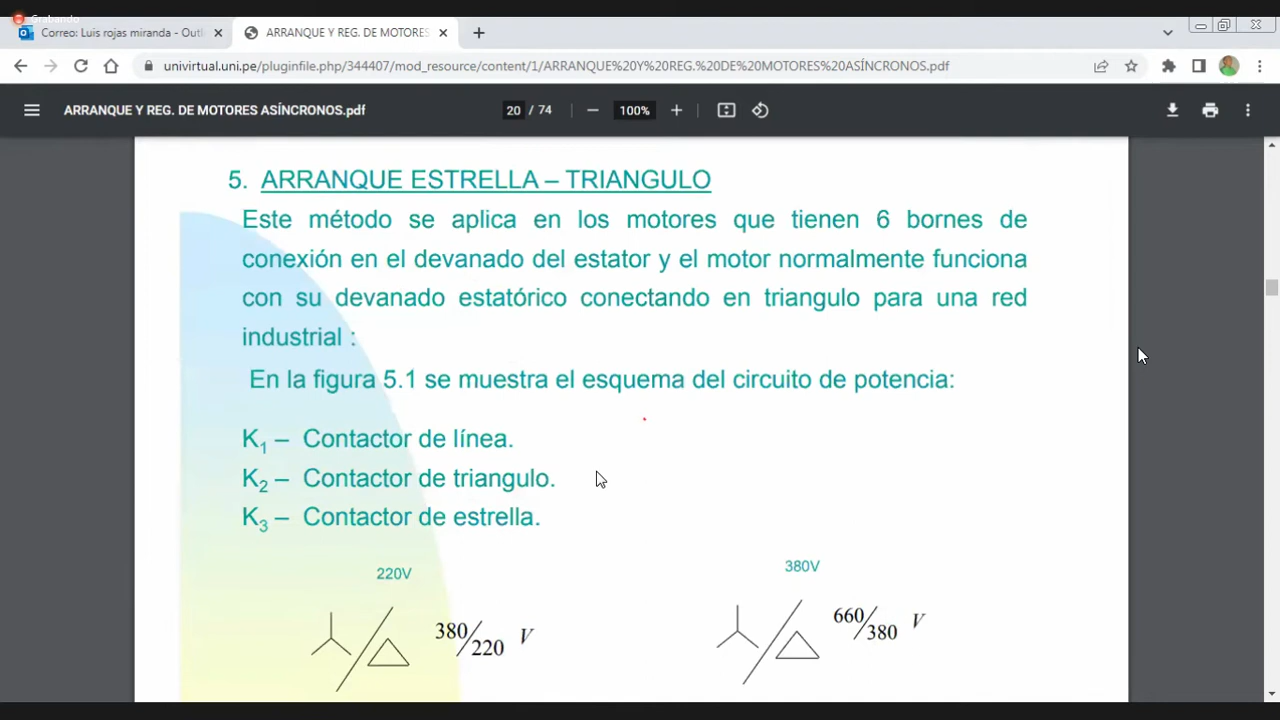 Grabando
Correo: Luis rojas miranda - Outl
ARRANQUE Y REG. DE MOTORES
univirtual.uni.pe/pluginfile.php/344407/mod_resource/content/1/ARRANQUE%20Y%20REG.%20DE%20MOTORES%20ASÍNCRONOS.pdf
ARRANQUE Y REG. DE MOTORES ASÍNCRONOS.pdf
20 / 74
100%
5. ARRANQUE ESTRELLA – TRIANGULO
Este método se aplica en los motores que tienen 6 bornes de
conexión en el devanado del estator y el motor normalmente funciona
con su devanado estatórico conectando en triangulo para una red
industrial :
En la figura 5.1 se muestra el esquema del circuito de potencia:
K1 – Contactor de línea.
K2 – Contactor de triangulo.
K3 – Contactor de estrella.
220V
380V
380/220 V
660/380 V